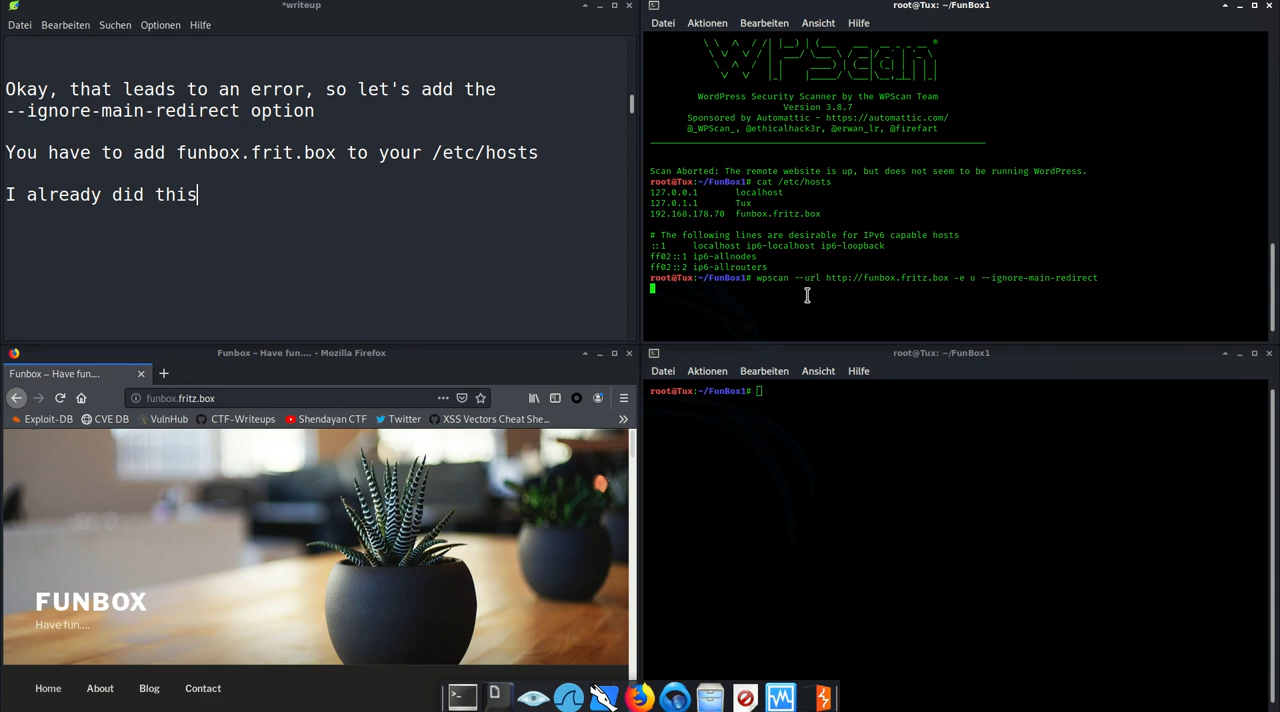 *writeup
Datei Bearbeiten Suchen Optionen Hilfe
Okay, that leads to an error, so let's add the
--ignore-main-redirect option
You have to add funbox.frit.box to your /etc/hosts
I already did this
root@Tux: ~/FunBox1
Datei Aktionen Bearbeiten Ansicht Hilfe
WPScan
WordPress Security Scanner by the WPScan Team
Version 3.8.7
Sponsored by Automattic - https://automattic.com/
@_WPScan_, @ethicalhack3r, @erwan_lr, @firefart
Scan Aborted: The remote website is up, but does not seem to be running WordPress.
root@Tux:~/FunBox1# cat /etc/hosts
127.0.0.1 localhost
127.0.1.1 Tux
192.168.178.70 funbox.fritz.box
# The following lines are desirable for IPv6 capable hosts
::1 localhost ip6-localhost ip6-loopback
ff02::1 ip6-allnodes
ff02::2 ip6-allrouters
root@Tux:~/FunBox1# wpscan --url http://funbox.fritz.box -e u --ignore-main-redirect
Funbox – Have fun.... - Mozilla Firefox
Funbox – Have fun....
funbox.fritz.box
Exploit-DB CVE DB VulnHub CTF-Writeups Shendayan CTF Twitter XSS Vectors Cheat She...
FUNBOX
Have fun....
Home About Blog Contact
root@Tux: ~/FunBox1
Datei Aktionen Bearbeiten Ansicht Hilfe
root@Tux:~/FunBox1#